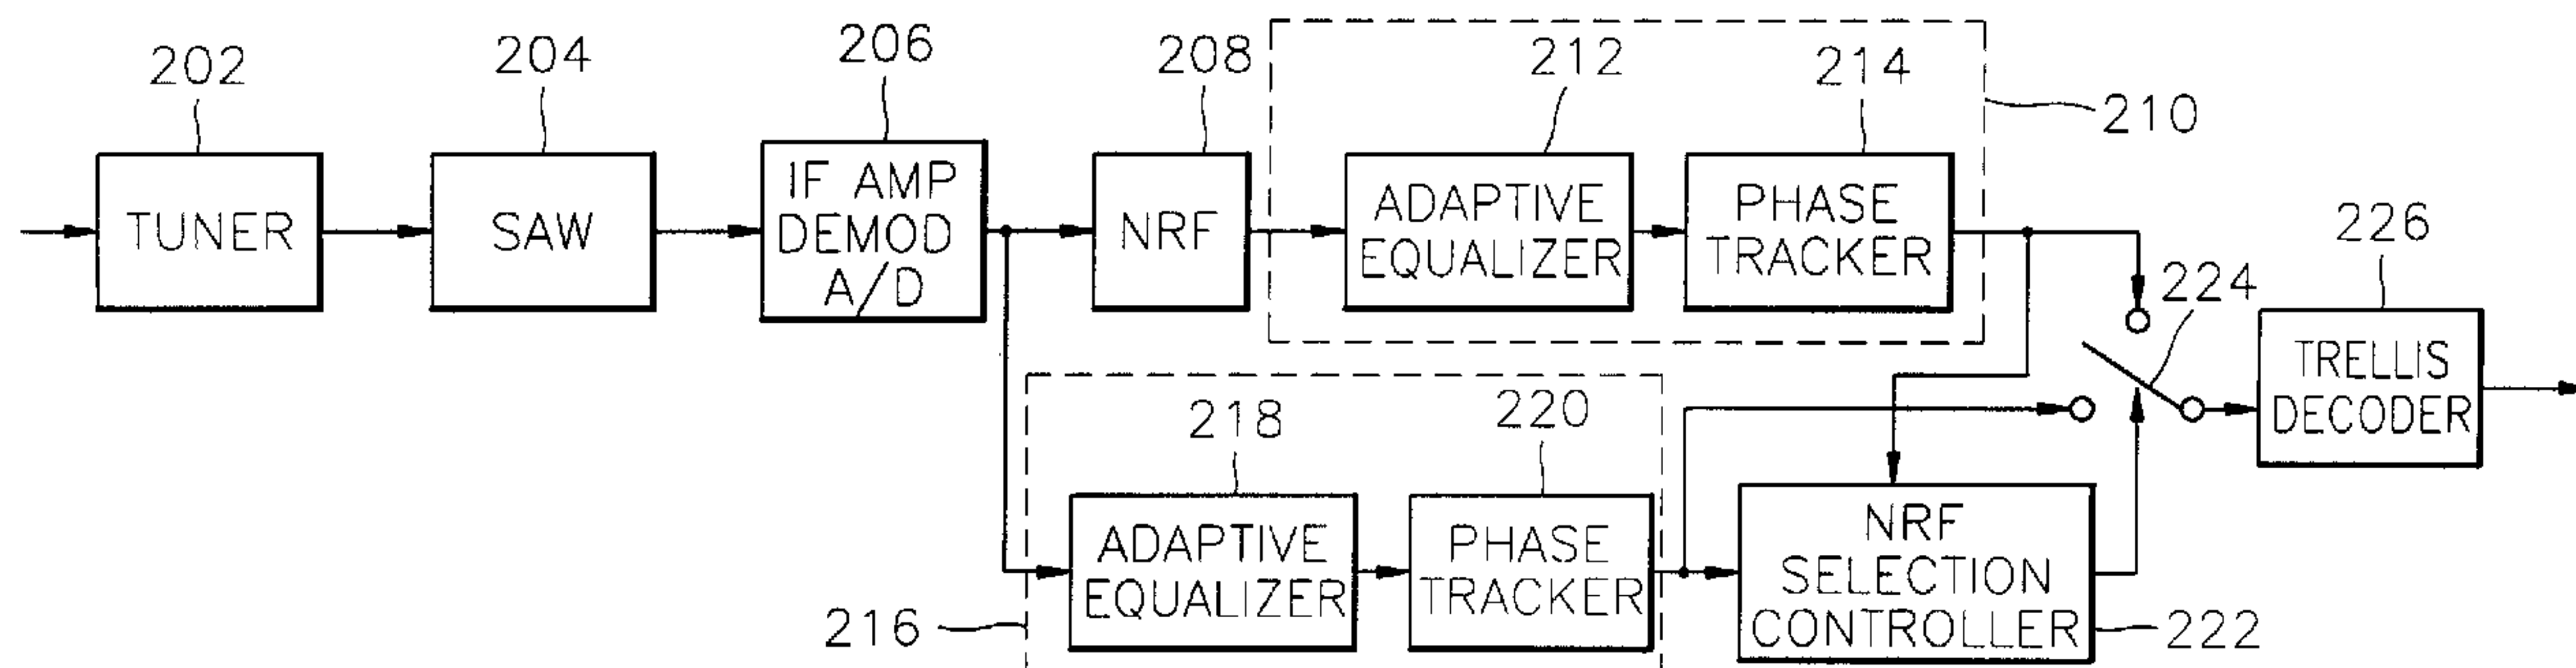 202
204
206
208
212
214
210
TUNER
SAW
IF AMP
DEMOD
A/D
NRF
ADAPTIVE
EQUALIZER
PHASE
TRACKER
224
226
TRELLIS
DECODER
218
220
ADAPTIVE
EQUALIZER
PHASE
TRACKER
NRF
SELECTION
CONTROLLER
216
222